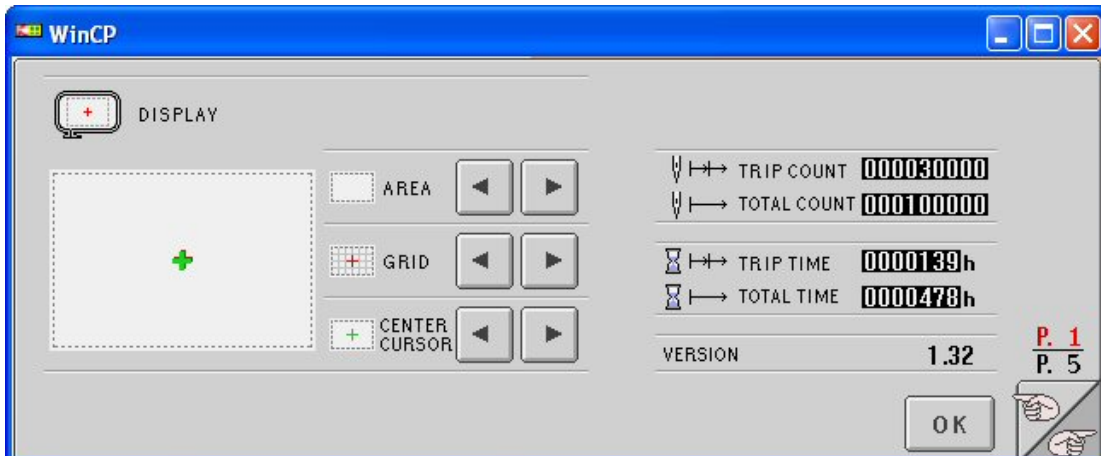 WinCP
DISPLAY
AREA
GRID
CENTER
CURSOR
TRIP COUNT 000030000
TOTAL COUNT 000100000
TRIP TIME 0000139h
TOTAL TIME 0000478h
VERSION 1.32
P. 1
P. 5
OK